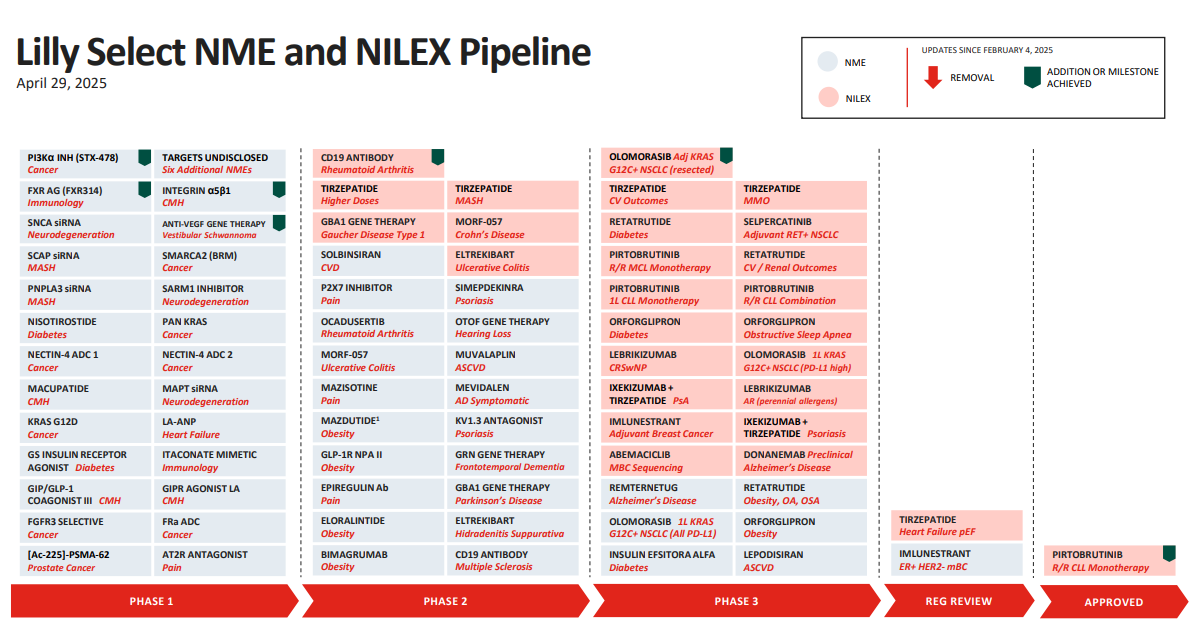 Lilly Select NME and NILEX Pipeline
April 29, 2025
NME
NILEX
UPDATES SINCE FEBRUARY 4, 2025
REMOVAL
ADDITION OR MILESTONE
ACHIEVED
PI3Kα INH (STX-478)
Cancer
TARGETS UNDISCLOSED
Six Additional NMEs
FXR AG (FXR314)
Immunology
INTEGRIN α5β1
CMH
SNCA siRNA
Neurodegeneration
ANTI-VEGF GENE THERAPY
Vestibular Schwannoma
SCAP siRNA
MASH
SMARCA2 (BRM)
Cancer
PNPLA3 siRNA
MASH
SARM1 INHIBITOR
Neurodegeneration
NISOTIROSTIDE
Diabetes
PAN KRAS
Cancer
NECTIN-4 ADC 1
Cancer
NECTIN-4 ADC 2
Cancer
MACUPATIDE
CMH
MAPT siRNA
Neurodegeneration
KRAS G12D
Cancer
LA-ANP
Heart Failure
GS INSULIN RECEPTOR
AGONIST Diabetes
ITACONATE MIMETIC
Immunology
GIP/GLP-1
COAGONIST III CMH
GIPR AGONIST LA
CMH
FGFR3 SELECTIVE
Cancer
FRa ADC
Cancer
[Ac-225]-PSMA-62
Prostate Cancer
AT2R ANTAGONIST
Pain
CD19 ANTIBODY
Rheumatoid Arthritis
TIRZEPATIDE
Higher Doses
TIRZEPATIDE
MASH
GBA1 GENE THERAPY
Gaucher Disease Type 1
MORF-057
Crohn's Disease
SOLBINSIRAN
CVD
ELTREKIBART
Ulcerative Colitis
P2X7 INHIBITOR
Pain
SIMEPDEKINRA
Psoriasis
OCADUSERTIB
Rheumatoid Arthritis
OTOF GENE THERAPY
Hearing Loss
MORF-057
Ulcerative Colitis
MUVALAPLIN
ASCVD
MAZISOTINE
Pain
MEVIDALEN
AD Symptomatic
MAZDUTIDE¹
Obesity
KV1.3 ANTAGONIST
Psoriasis
GLP-1R NPA II
Obesity
GRN GENE THERAPY
Frontotemporal Dementia
EPIREGULIN Ab
Pain
GBA1 GENE THERAPY
Parkinson's Disease
ELORALINTIDE
Obesity
ELTREKIBART
Hidradenitis Suppurativa
BIMAGRUMAB
Obesity
CD19 ANTIBODY
Multiple Sclerosis
OLOMORASIB Adj KRAS
G12C+ NSCLC (resected)
TIRZEPATIDE
CV Outcomes
TIRZEPATIDE
MMO
RETATRUTIDE
Diabetes
SELPERCATINIB
Adjuvant RET+ NSCLC
PIRTOBRUTINIB
R/R MCL Monotherapy
RETATRUTIDE
CV / Renal Outcomes
PIRTOBRUTINIB
1L CLL Monotherapy
PIRTOBRUTINIB
R/R CLL Combination
ORFORGLIPRON
Diabetes
ORFORGLIPRON
Obstructive Sleep Apnea
LEBRIKIZUMAB
CRSwNP
OLOMORASIB 1L KRAS
G12C+ NSCLC (PD-L1 high)
IXEKIZUMAB +
TIRZEPATIDE PsA
LEBRIKIZUMAB
AR (perennial allergens)
IMLUNESTRANT
Adjuvant Breast Cancer
IXEKIZUMAB +
TIRZEPATIDE Psoriasis
ABEMACICLIB
MBC Sequencing
DONANEMAB Preclinical
Alzheimer's Disease
REMTERNETUG
Alzheimer's Disease
RETATRUTIDE
Obesity, OA, OSA
OLOMORASIB 1L KRAS
G12C+ NSCLC (All PD-L1)
ORFORGLIPRON
Obesity
INSULIN EFSITORA ALFA
Diabetes
LEPODISIRAN
ASCVD
TIRZEPATIDE
Heart Failure pEF
IMLUNESTRANT
ER+ HER2- mBC
PIRTOBRUTINIB
R/R CLL Monotherapy
PHASE 1
PHASE 2
PHASE 3
REG REVIEW
APPROVED